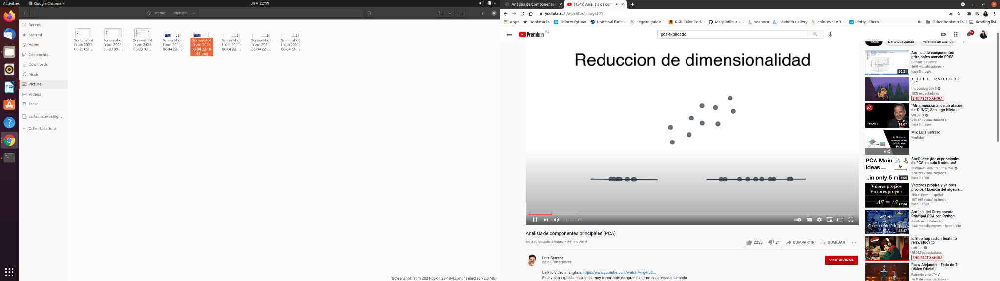 Activities
Google Chrome
jun 4 22:19
Home
Pictures
Recent
Starred
Home
Documents
Downloads
Music
Pictures
Videos
Trash
carla.malerva@g...
Other Locations
Screenshot
from 2021-
05-23 09-...
Screenshot
from 2021-
05-23 09-...
Screenshot
from 2021-
05-23 09-...
Screenshot
from 2021-
06-04 22-...
Screenshot
from 2021-
06-04 22-18-
45.png
Screenshot
from 2021-
06-04 22-...
Screenshot
from 2021-
06-04 22-...
Screenshot
from 2021-
06-04 22-...
"Screenshot from 2021-06-04 22-18-45.png" selected (2.3 MB)
Análisis de Componentes
(1549) Analisis de com
youtube.com/watch?v=AniiwysJ-2Y
Apps
Bookmarks
ColoresPython
Universal func...
Legend guide...
RGB Color Cod...
Matplotlib tut...
seaborn
Seaborn Gallery
colores SEAB...
Plotly | Choro...
»
Other bookmarks
Reading list
Premium MX
pca explicado
9+
Reduccion de dimensionalidad
2:14 / 31:15
Analisis de componentes principales (PCA)
54.319 visualizaciones • 25 feb 2019
2225
21
COMPARTIR
GUARDAR
Luis Serrano
82.900 suscriptores
SUSCRIBIRME
Link to video in English: https://www.youtube.com/watch?v=g-Hb2...
Este video explica una tecnica muy importante de aprendizaje no supervisado, llamada
Todos
De tu búsqueda
Análisis de compon
Análisis de componentes
principales usando SPSS
Giovany Babativa
3696 visualizaciones •
hace 5 meses
20:21
CHILL RADIO 24
/7
the bootleg boy 2
1823 espectadores
EN DIRECTO AHORA
"Me amenazaron de un ataque
del CJNG", Santiago Nieto |...
MILENIO
646.171 visualizaciones •
hace 6 meses
13:07
Mix: Luis Serrano
YouTube
Análisis de
componentes
principales
(PCA)
StatQuest: ¡Ideas principales
de PCA en solo 5 minutos!
StatQuest with Josh Starmer
570.299 visualizaciones •
hace 3 años
PCA Main
Ideas...
..in only 5 m
6:05
Vectores propios y valores
propios | Esencia del álgebra...
3Blue1Brown Español
107.165 visualizaciones •
hace 3 años
Valores propios
Vectores propios
Av = λv
17:34
Análisis del Componente
Principal PCA con Python
Jacob Avila Camacho
1437 visualizaciones • hace 1 año
Python
Análisis
de
Componente Principal
PCA
38:47
lofi hip hop radio - beats to
relax/study to
Lofi Girl
20.362 espectadores
EN DIRECTO AHORA
Rauw Alejandro - Todo de Ti
(Video Oficial)
RauwAlejandroTv
76 M de visualizaciones •